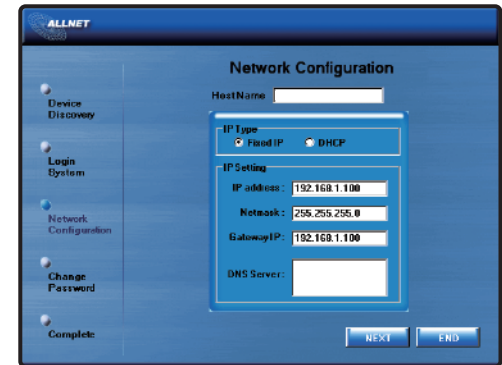 ALLNET
Network Configuration
HostName
Device
Discovery
IP Type
Fixed IP DHCP
Login
System
IP Setting
IP address : 192.168.1.100
Netmask : 255.255.255.0
Network
Configuration
Gateway IP : 192.168.1.100
DNS Server :
Change
Password
Complete
NEXT END